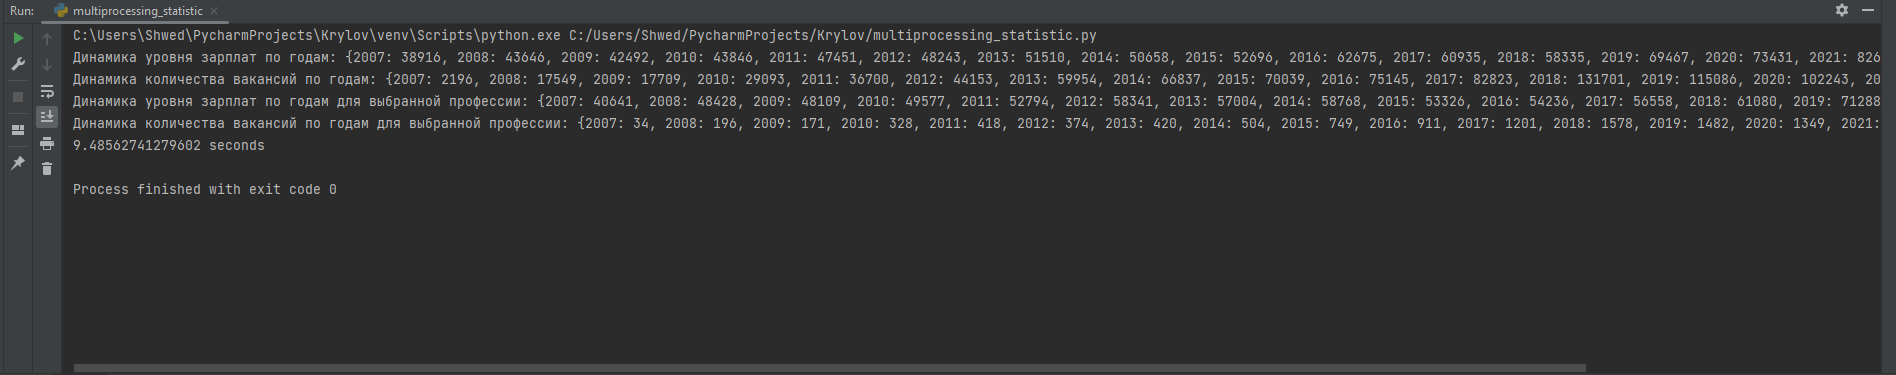 Run: multiprocessing_statistic
C:\Users\Shwed\PycharmProjects\Krylov\venv\Scripts\python.exe C:/Users/Shwed/PycharmProjects/Krylov/multiprocessing_statistic.py
Динамика уровня зарплат по годам: {2007: 38916, 2008: 43646, 2009: 42492, 2010: 43846, 2011: 47451, 2012: 48243, 2013: 51510, 2014: 50658, 2015: 52696, 2016: 62675, 2017: 60935, 2018: 58335, 2019: 69467, 2020: 73431, 2021: 826
Динамика количества вакансий по годам: {2007: 2196, 2008: 17549, 2009: 17709, 2010: 29093, 2011: 36700, 2012: 44153, 2013: 59954, 2014: 66837, 2015: 70039, 2016: 75145, 2017: 82823, 2018: 131701, 2019: 115086, 2020: 102243, 20
Динамика уровня зарплат по годам для выбранной профессии: {2007: 40641, 2008: 48428, 2009: 48109, 2010: 49577, 2011: 52794, 2012: 58341, 2013: 57004, 2014: 58768, 2015: 53326, 2016: 54236, 2017: 56558, 2018: 61080, 2019: 71288
Динамика количества вакансий по годам для выбранной профессии: {2007: 34, 2008: 196, 2009: 171, 2010: 328, 2011: 418, 2012: 374, 2013: 420, 2014: 504, 2015: 749, 2016: 911, 2017: 1201, 2018: 1578, 2019: 1482, 2020: 1349, 2021:
9.48562741279602 seconds
Process finished with exit code 0